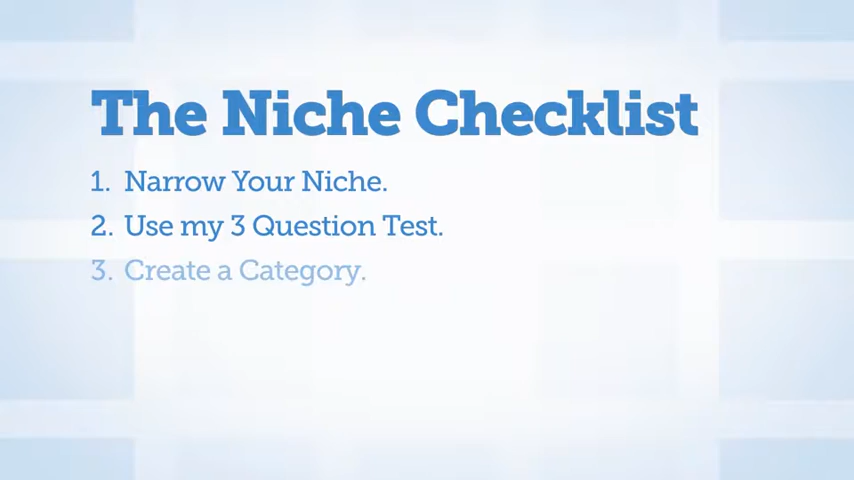 The Niche Checklist
1. Narrow Your Niche.
2. Use my 3 Question Test.
3. Create a Category.